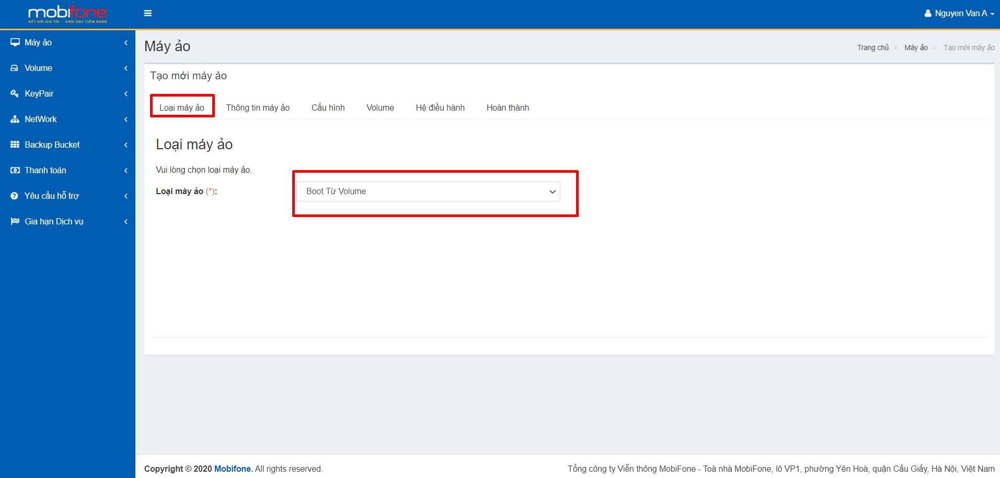 mobifone
KẾT NỐI GIÁ TRỊ - KHƠI DẬY TIỀM NĂNG
Nguyen Van A
Máy ảo
Volume
KeyPair
NetWork
Backup Bucket
Thanh toán
Yêu cầu hỗ trợ
Gia hạn Dịch vụ
Máy ảo
Trang chủ > Máy ảo > Tạo mới máy ảo
Tạo mới máy ảo
Loại máy ảo Thông tin máy ảo Cấu hình Volume Hệ điều hành Hoàn thành
Loại máy ảo
Vui lòng chọn loại máy ảo.
Loại máy ảo (*): Boot Từ Volume
Copyright © 2020 Mobifone. All rights reserved.
Tổng công ty Viễn thông MobiFone - Toà nhà MobiFone, lô VP1, phường Yên Hoà, quận Cầu Giấy, Hà Nội, Việt Nam